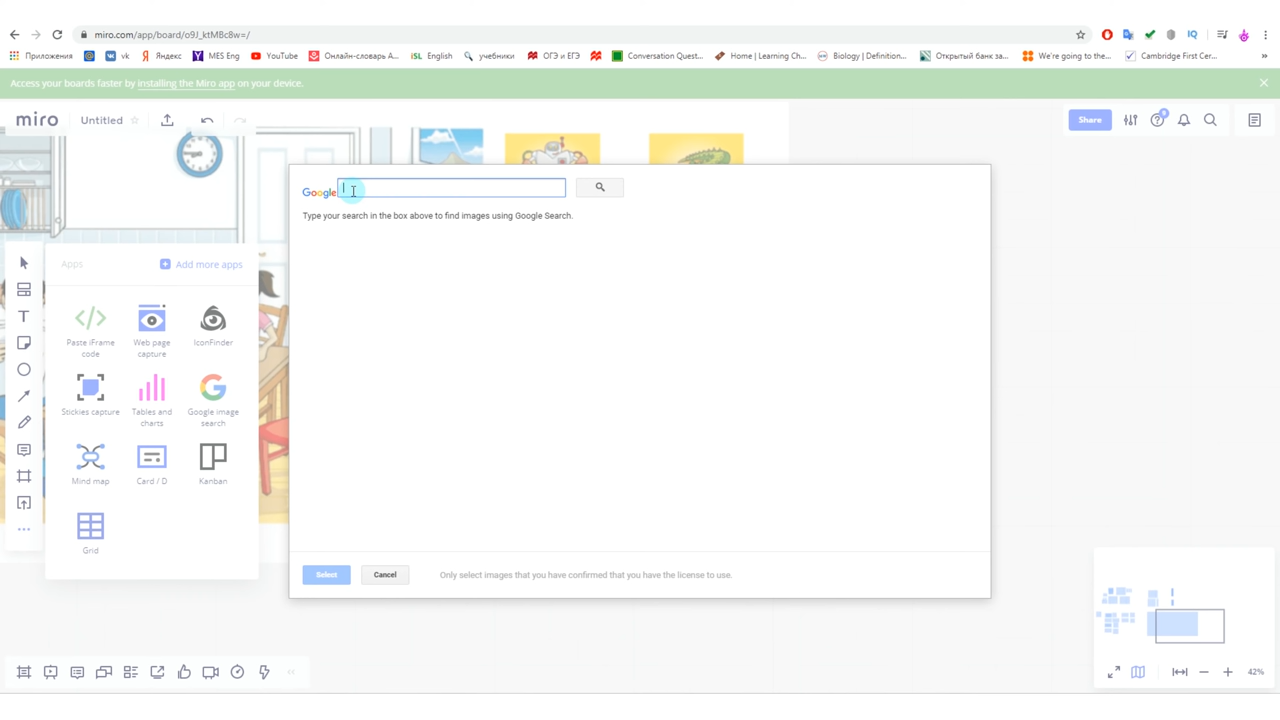 miro.com/app/board/o9J_ktMBc8w=/
Приложения vk Яндекс MES Eng YouTube Онлайн-словарь A... English учебники ОГЭ и ЕГЭ Conversation Quest... Home | Learning Ch... Biology | Definition... Открытый банк за... We're going to the... Cambridge First Cer... »
Access your boards faster by installing the Miro app on your device.
miro Untitled Share
Google
Type your search in the box above to find images using Google Search.
Apps Add more apps
Paste iFrame code
Web page capture
IconFinder
Stickies capture
Tables and charts
Google image search
Mind map
Card / D
Kanban
Grid
Select Cancel Only select images that you have confirmed that you have the license to use.
42%